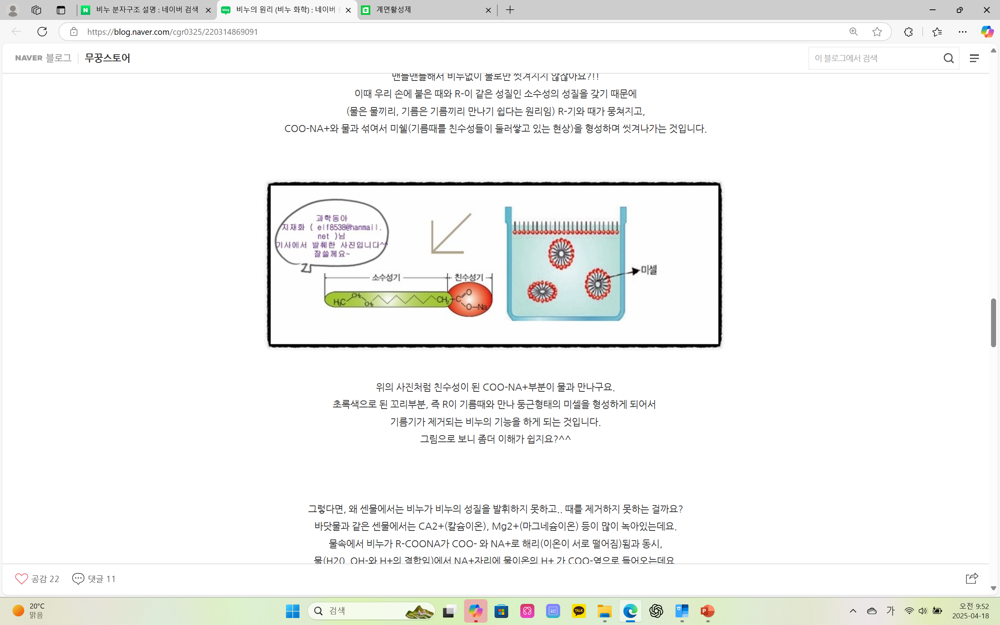 비누 분자구조 설명 : 네이버 검색
비누의 원리 (비누 화학) : 네이버
계면활성제
https://blog.naver.com/cgr0325/220314869091
NAVER 블로그
무꿍스토어
이 블로그에서 검색
맨들맨들해서 비누없이 물로만 씻겨지지 않잖아요?!!
이때 우리 손에 붙은 때와 R-이 같은 성질인 소수성의 성질을 갖기 때문에
(물은 물끼리, 기름은 기름끼리 만나기 쉽다는 원리임) R-기와 때가 뭉쳐지고,
COO-NA+와 물과 섞여서 미쉘(기름때를 친수성들이 둘러쌓고 있는 현상)을 형성하며 씻겨나가는 것입니다.
과학동아
지재화 ( elf8538@hanmail.
net )님
기사에서 발췌한 사진입니다^^
잘쓸께요~
소수성기
친수성기
H₃C
CH₂
CH₂
CH₂
C
O
O-Na
미셀
위의 사진처럼 친수성이 된 COO-NA+부분이 물과 만나구요.
초록색으로 된 꼬리부분, 즉 R이 기름때와 만나 둥근형태의 미셀을 형성하게 되어서
기름기가 제거되는 비누의 기능을 하게 되는 것입니다.
그림으로 보니 좀더 이해가 쉽지요?^^
그렇다면, 왜 센물에서는 비누가 비누의 성질을 발휘하지 못하고.. 때를 제거하지 못하는 걸까요?
바닷물과 같은 센물에서는 CA2+(칼슘이온), Mg2+(마그네슘이온) 등이 많이 녹아있는데요.
물속에서 비누가 R-COONA가 COO- 와 NA+로 해리(이온이 서로 떨어짐)됨과 동시,
물(H20. OH-와 H+의 결합임)에서 NA+자리에 물이온의 H+ 가 COO-옆으로 들어오는데요
공감 22
댓글 11
20°C
맑음
검색
TALK
가
오전 9:52
2025-04-18